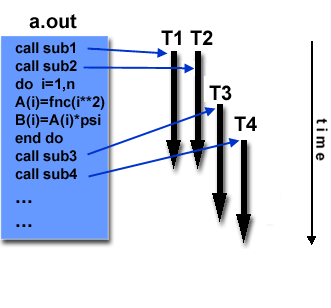 a.out
call sub1
call sub2
do i=1,n
A(i)=fnc(i**2)
B(i)=A(i)*psi
end do
call sub3
call sub4
...
...
T1 T2
T3
T4
time